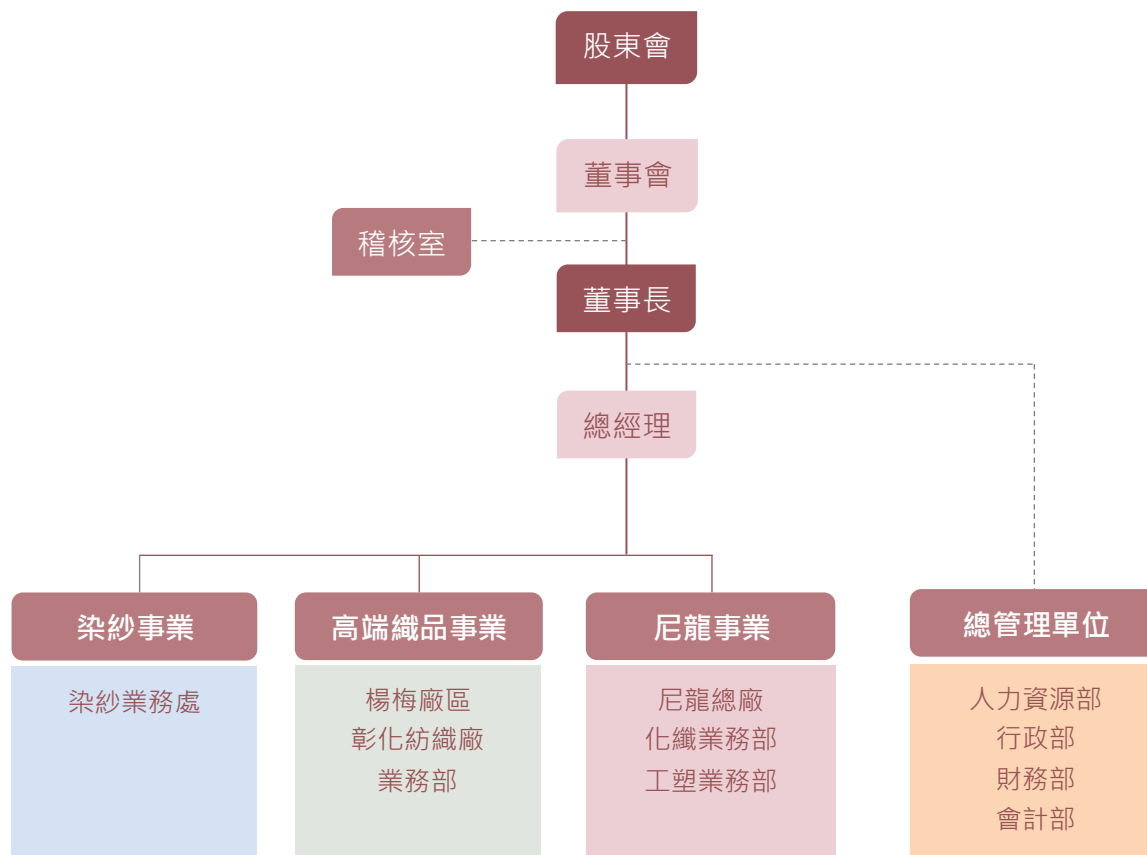 股東會
董事會
稽核室
董事長
總經理
染紗事業
染紗業務處
高端織品事業
楊梅廠區
彰化紡織廠
業務部
尼龍事業
尼龍總廠
化纖業務部
工塑業務部
總管理單位
人力資源部
行政部
財務部
會計部